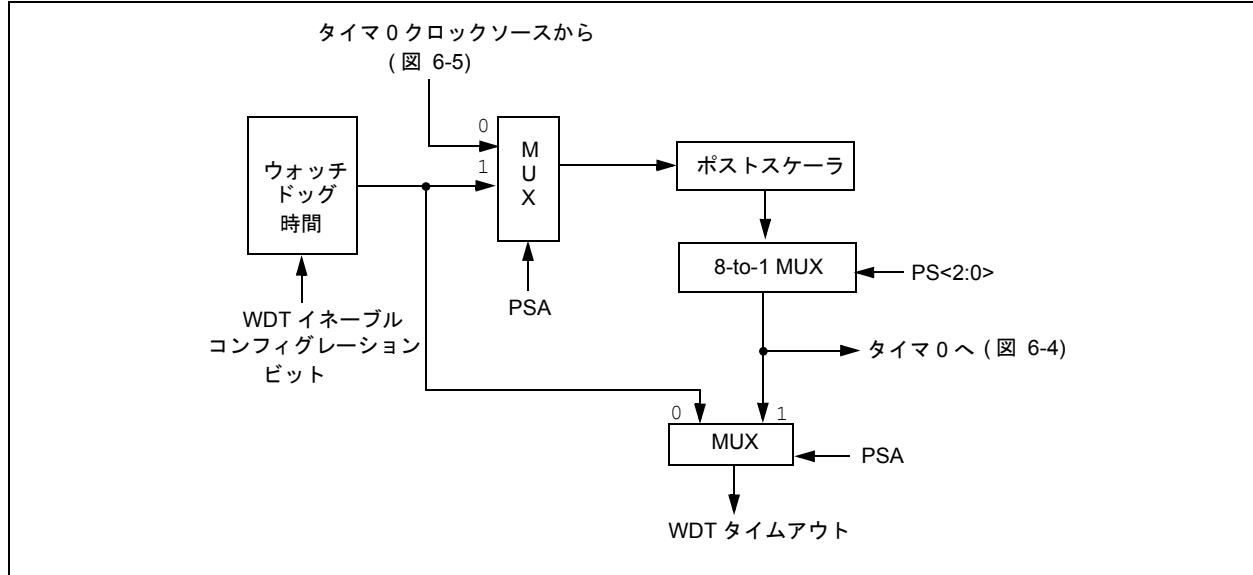 タイマ 0 クロックソースから
( 図 6-5)
0
1
M
U
X
ウォッチ
ドッグ
時間
ポストスケーラ
8-to-1 MUX
PS<2:0>
PSA
WDT イネーブル
コンフィグレーション
ビット
タイマ 0 へ ( 図 6-4)
0
1
MUX
PSA
WDT タイムアウト